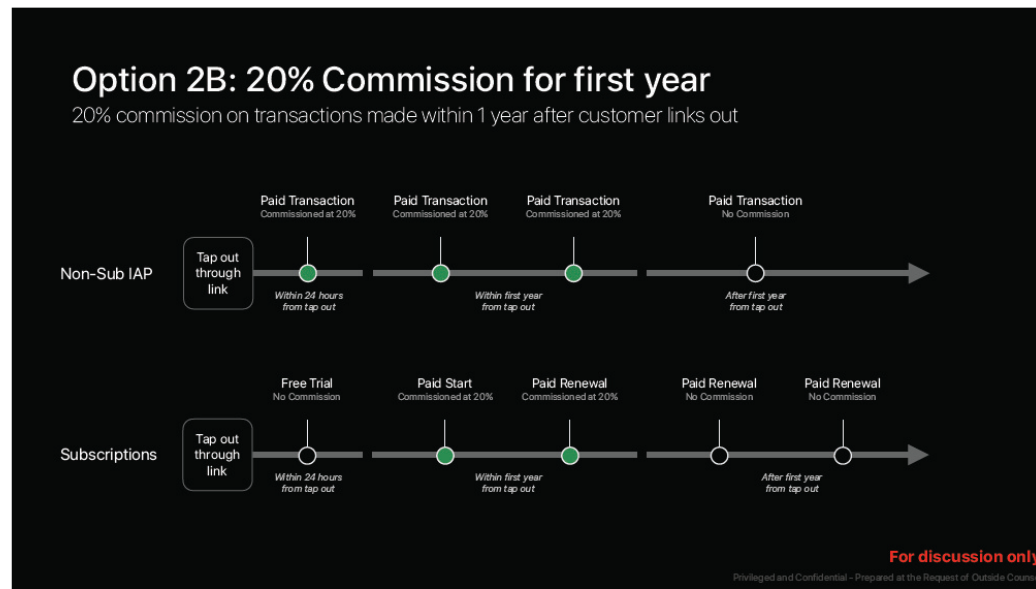 Option 2B: 20% Commission for first year
20% commission on transactions made within 1 year after customer links out
Paid Transaction
Commissioned at 20%
Paid Transaction
Commissioned at 20%
Paid Transaction
Commissioned at 20%
Paid Transaction
No Commission
Non-Sub IAP
Tap out
through
link
Within 24 hours
from tap out
Within first year
from tap out
After first year
from tap out
Free Trial
No Commission
Paid Start
Commissioned at 20%
Paid Renewal
Commissioned at 20%
Paid Renewal
No Commission
Paid Renewal
No Commission
Subscriptions
Tap out
through
link
Within 24 hours
from tap out
Within first year
from tap out
After first year
from tap out
For discussion only
Privileged and Confidential – Prepared at the Request of Outside Counse